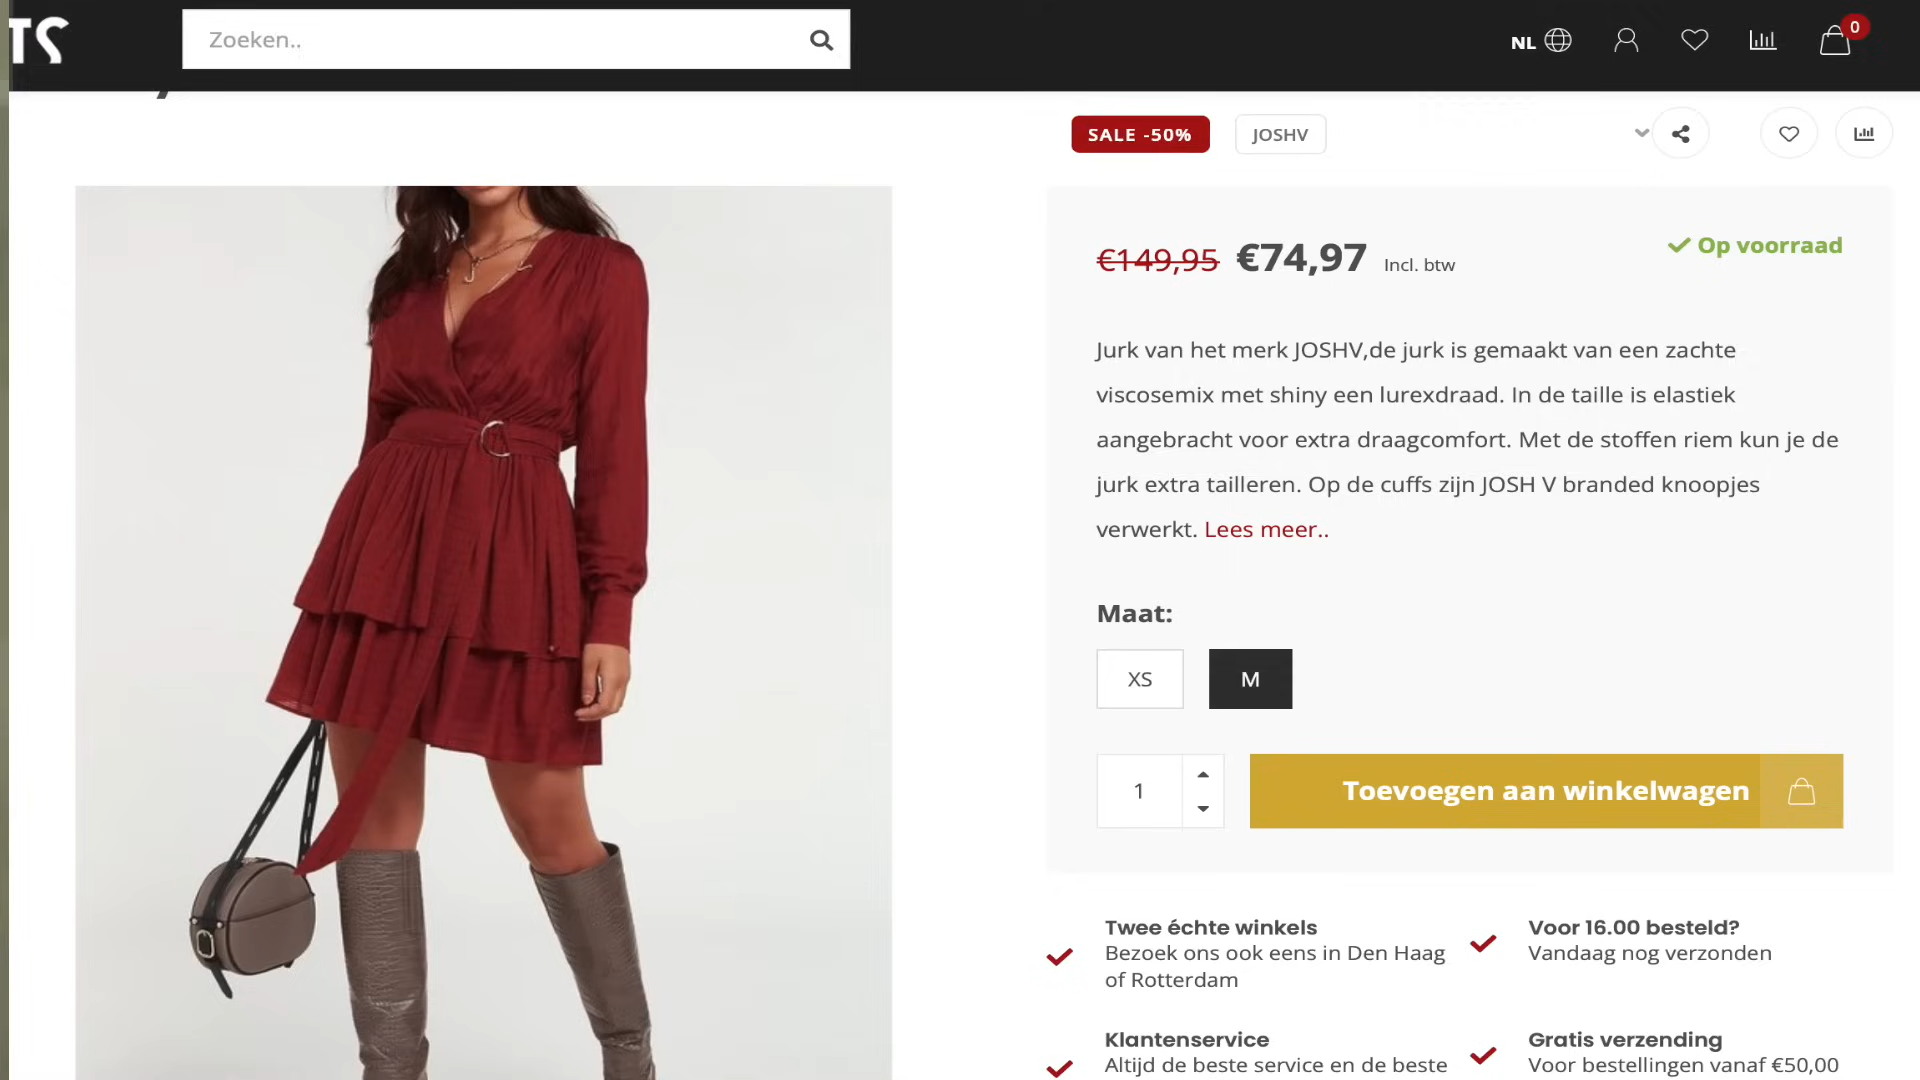 TS
Zoeken..
NL
0
SALE -50%
JOSHV
€149,95 €74,97 Incl. btw
Op voorraad
Jurk van het merk JOSHV,de jurk is gemaakt van een zachte
viscosemix met shiny een lurexdraad. In de taille is elastiek
aangebracht voor extra draagcomfort. Met de stoffen riem kun je de
jurk extra tailleren. Op de cuffs zijn JOSH V branded knoopjes
verwerkt. Lees meer..
Maat:
XS
M
1
Toevoegen aan winkelwagen
Twee échte winkels
Bezoek ons ook eens in Den Haag
of Rotterdam
Voor 16.00 besteld?
Vandaag nog verzonden
Klantenservice
Altijd de beste service en de beste
Gratis verzending
Voor bestellingen vanaf €50,00